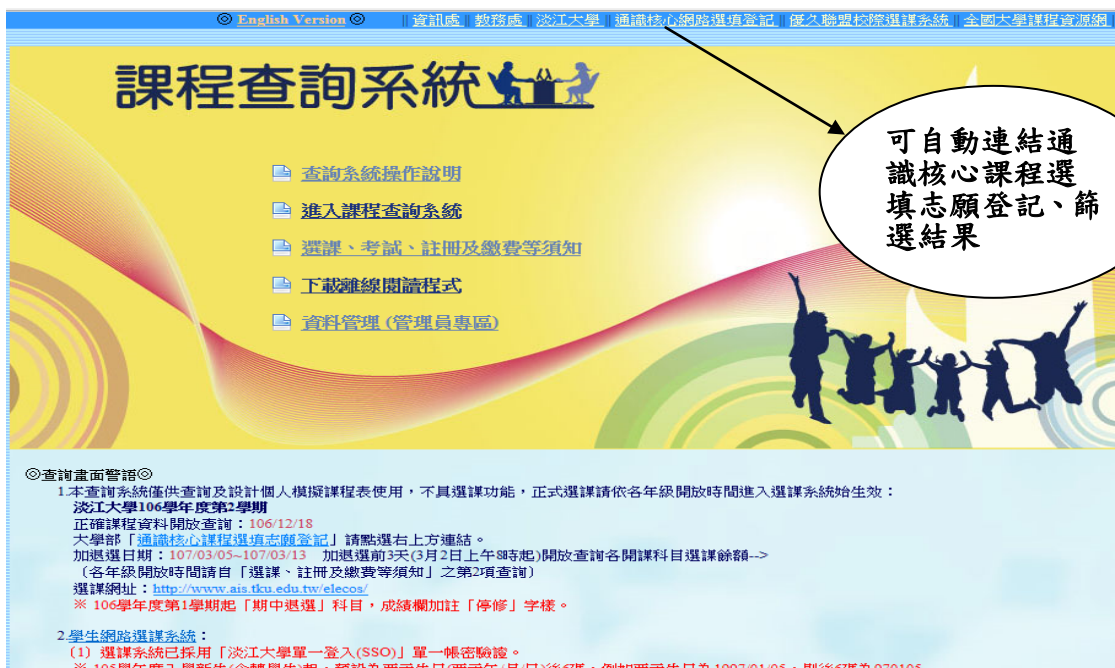 ◎ English Version ◎ ‖ 資訊處 ‖ 教務處 ‖ 淡江大學 ‖ 通識核心網路選填登記 ‖ 優久聯盟校際選課系統 ‖ 全國大學課程資源網 ‖
課程查詢系統
可自動連結通
識核心課程選
填志願登記、篩
選結果
查詢系統操作說明
進入課程查詢系統
選課、考試、註冊及繳費等須知
下載離線閱讀程式
資料管理 (管理員專區)
◎查詢畫面警語◎
1.本查詢系統僅供查詢及設計個人模擬課程表使用，不具選課功能，正式選課請依各年級開放時間進入選課系統始生效：
淡江大學106學年度第2學期
正確課程資料開放查詢：106/12/18
大學部「通識核心課程選填志願登記」請點選右上方連結。
加退選日期：107/03/05~107/03/13 加退選前3天(3月2日上午8時起)開放查詢各開課科目選課餘額-->
〔各年級開放時間請自「選課、註冊及繳費等須知」之第2項查詢〕
選課網址：http://www.ais.tku.edu.tw/elecos/
※ 106學年度第1學期起「期中退選」科目，成績欄加註「停修」字樣。
2.學生網路選課系統：
(1) 選課系統已採用「淡江大學單一登入(SSO)」單一帳密驗證。